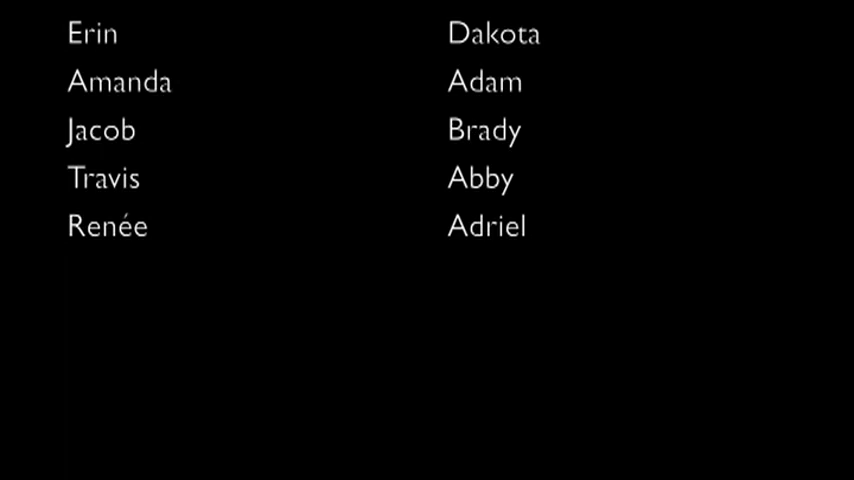 Erin Dakota
Amanda Adam
Jacob Brady
Travis Abby
Renée Adriel